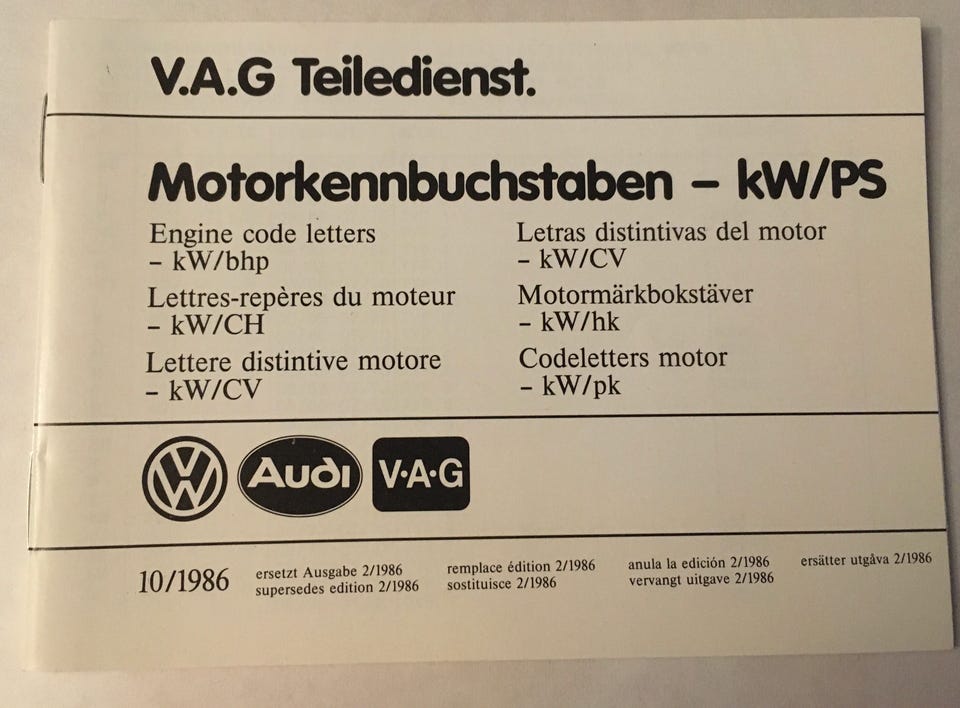 V.A.G Teiledienst.
Motorkennbuchstaben – kW/PS
Engine code letters
– kW/bhp
Lettres-repères du moteur
– kW/CH
Lettere distintive motore
– kW/CV
Letras distintivas del motor
– kW/CV
Motormärkbokstäver
– kW/hk
Codeletters motor
– kW/pk
VW
Audi
V·A·G
10/1986
ersetzt Ausgabe 2/1986
supersedes edition 2/1986
remplace édition 2/1986
sostituisce 2/1986
anula la edición 2/1986
vervangt uitgave 2/1986
ersätter utgåva 2/1986